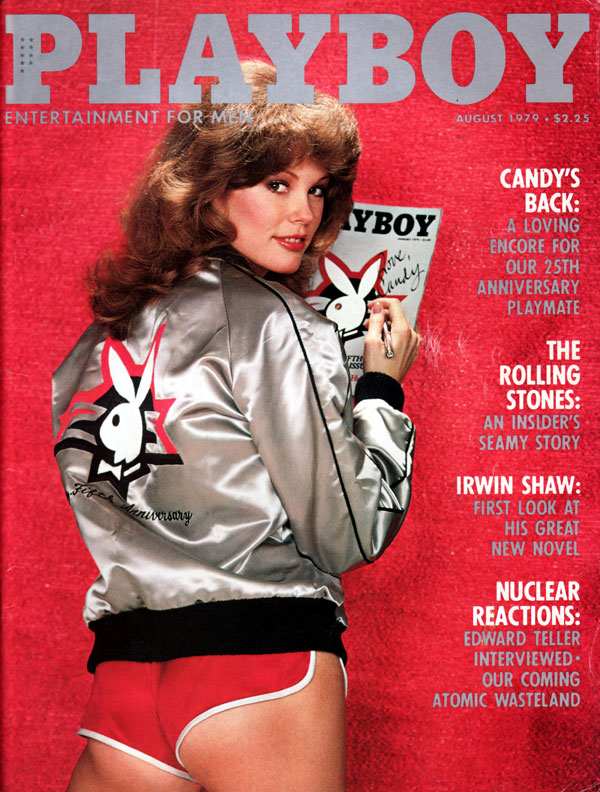 PLAYBOY
ENTERTAINMENT FOR MEN
AUGUST 1979 • $2.25
CANDY'S
BACK:
A LOVING
ENCORE FOR
OUR 25TH
ANNIVERSARY
PLAYMATE
THE
ROLLING
STONES:
AN INSIDER'S
SEAMY STORY
IRWIN SHAW:
FIRST LOOK AT
HIS GREAT
NEW NOVEL
NUCLEAR
REACTIONS:
EDWARD TELLER
INTERVIEWED •
OUR COMING
ATOMIC WASTELAND
AYBOY
Love,
Candy
Fifth Anniversary